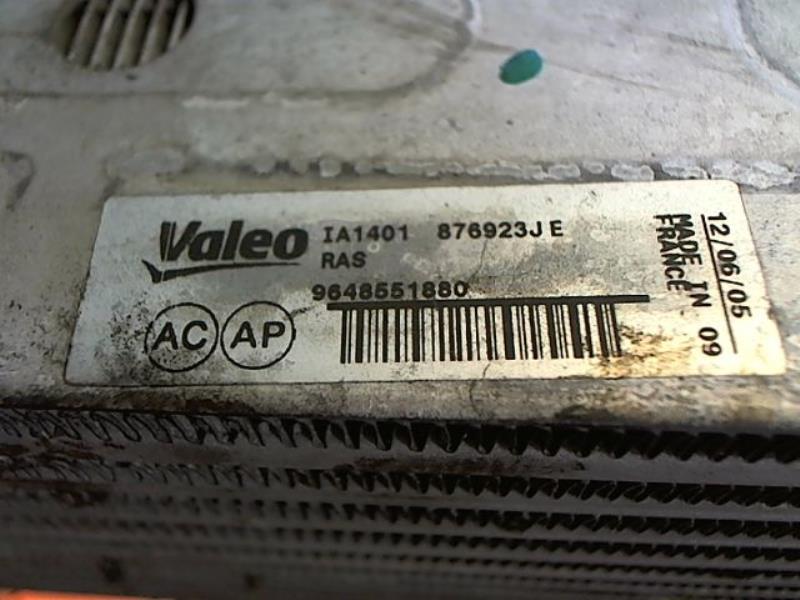 Valeo IA1401 876923J E
RAS
9648551880
AC AP
12/06/05
MADE IN 09
FRANCE